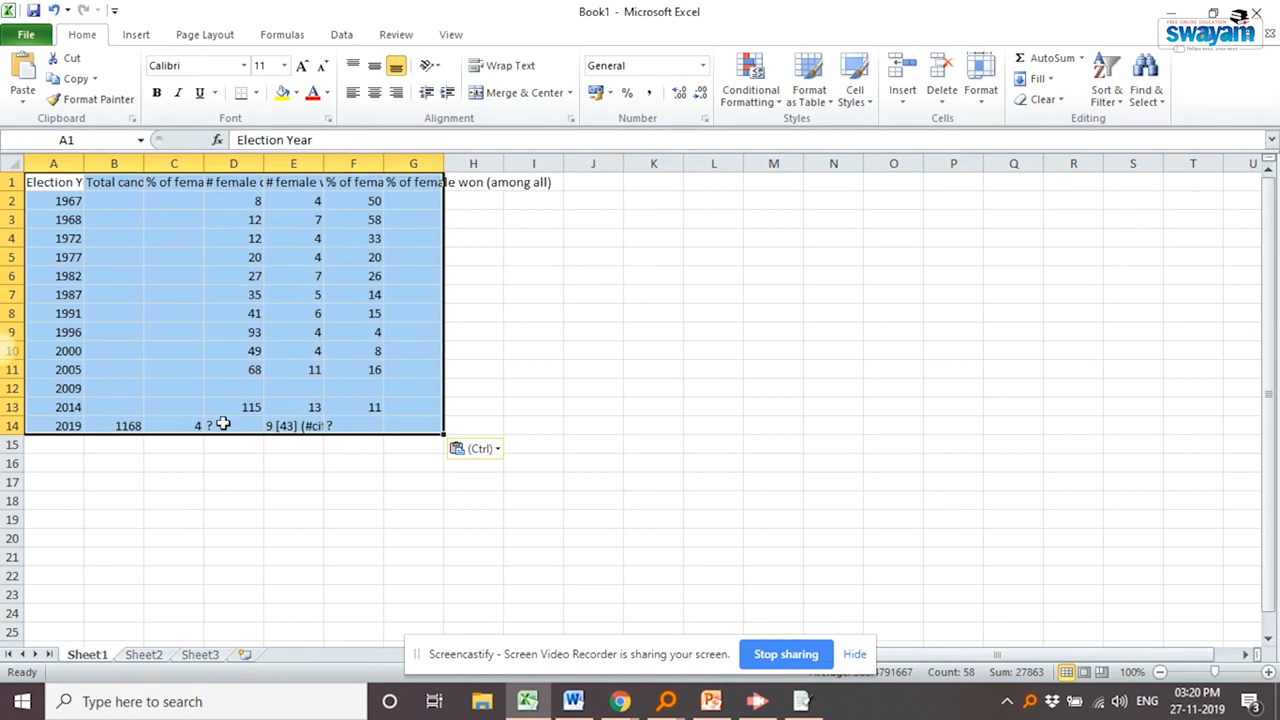 Book1 - Microsoft Excel
FREE ONLINE EDUCATION
swayam
File Home Insert Page Layout Formulas Data Review View
Paste
Cut
Copy
Format Painter
Clipboard
Calibri 11
B I U
Font
Wrap Text
Merge & Center
Alignment
General
Number
Conditional Formatting
Format as Table
Cell Styles
Styles
Insert Delete Format
Cells
AutoSum
Fill
Clear
Sort & Filter
Find & Select
Editing
A1 fx Election Year
A B C D E F G H I J K L M N O P Q R S T U
1 Election Y Total canc % of fema # female c # female w % of fema % of female won (among all)
2 1967 8 4 50
3 1968 12 7 58
4 1972 12 4 33
5 1977 20 4 20
6 1982 27 7 26
7 1987 35 5 14
8 1991 41 6 15
9 1996 93 4 4
10 2000 49 4 8
11 2005 68 11 16
12 2009
13 2014 115 13 11
14 2019 1168 4 ? 9 [43] (#cit ?
15
(Ctrl)
16
17
18
19
20
21
22
23
24
25
Sheet1 Sheet2 Sheet3
Screencastify - Screen Video Recorder is sharing your screen. Stop sharing Hide
Ready Count: 58 Sum: 27863 100%
Type here to search
ENG
03:20 PM
27-11-2019
3